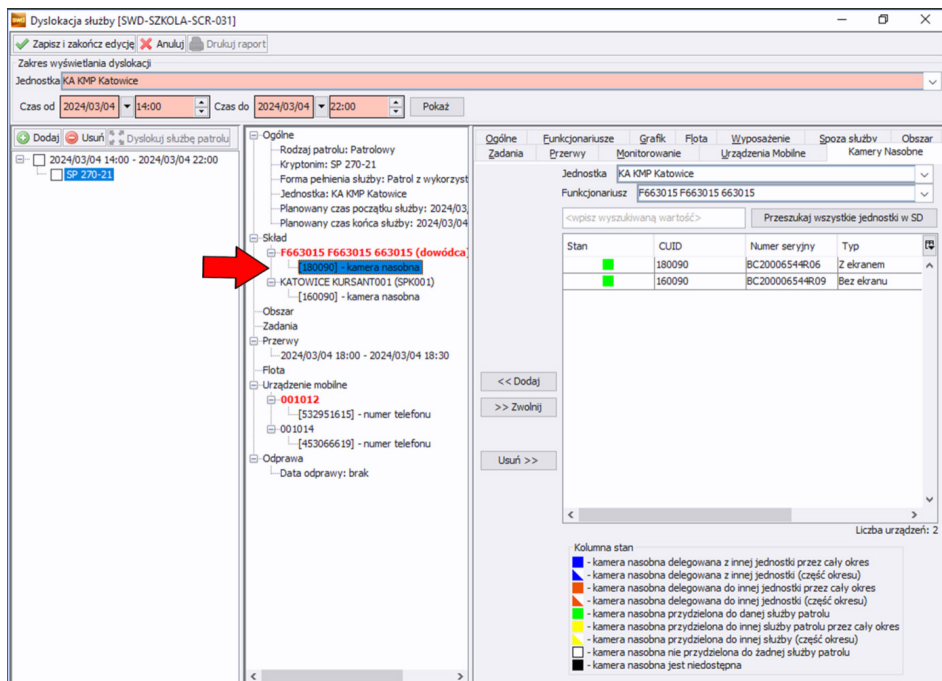 Dyslokacja służby [SWD-SZKOLA-SCR-031]
Zapisz i zakończ edycję Anuluj Drukuj raport
Zakres wyświetlania dyslokacji
Jednostka KA KMP Katowice
Czas od 2024/03/04 14:00 Czas do 2024/03/04 22:00 Pokaż
Dodaj Usuń Dyslokuj służbę patrolu
2024/03/04 14:00 - 2024/03/04 22:00
SP 270-21
Ogólne
Rodzaj patrolu: Patrolowy
Kryptonim: SP 270-21
Forma pełnienia służby: Patrol z wykorzyst
Jednostka: KA KMP Katowice
Planowany czas początku służby: 2024/03,
Planowany czas końca służby: 2024/03/04
Skład
F663015 F663015 663015 (dowódca)
[180090] - kamera nasobna
KATOWICE KURSANT001 (SPK001)
[160090] - kamera nasobna
Obszar
Zadania
Przerwy
2024/03/04 18:00 - 2024/03/04 18:30
Flota
Urządzenie mobilne
001012
[532951615] - numer telefonu
001014
[453066619] - numer telefonu
Odprawa
Data odprawy: brak
Ogólne Funkcjonariusze Grafik Flota Wyposażenie Spoza służby Obszar
Zadania Przerwy Monitorowanie Urządzenia Mobilne Kamery Nasobne
Jednostka KA KMP Katowice
Funkcjonariusz F663015 F663015 663015
<wpisz wyszukiwaną wartość> Przeszukaj wszystkie jednostki w SD
Stan CUID Numer seryjny Typ
180090 BC20006544R06 Z ekranem
160090 BC200006544R09 Bez ekranu
<< Dodaj
>> Zwolnij
Usuń >>
Liczba urządzeń: 2
Kolumna stan
- kamera nasobna delegowana z innej jednostki przez cały okres
- kamera nasobna delegowana z innej jednostki (część okresu)
- kamera nasobna delegowana do innej jednostki przez cały okres
- kamera nasobna delegowana do innej jednostki (część okresu)
- kamera nasobna przydzielona do danej służby patrolu
- kamera nasobna przydzielona do innej służby patrolu przez cały okres
- kamera nasobna przydzielona do innej służby (część okresu)
- kamera nasobna nie przydzielona do żadnej służby patrolu
- kamera nasobna jest niedostępna